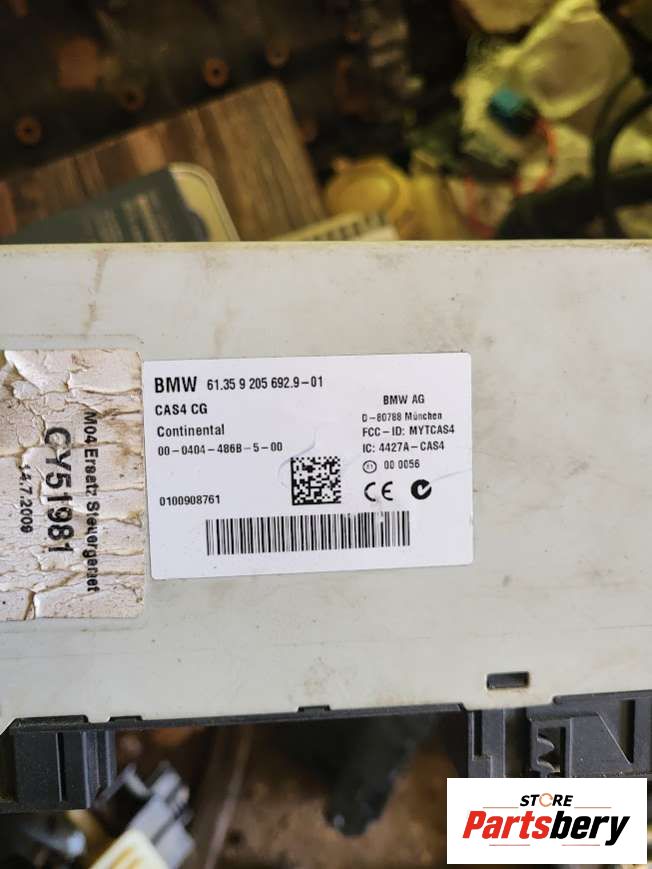 BMW 61.35 9 205 692.9-01
CAS4 CG
Continental
00-0404-486B-5-00
0100908761
BMW AG
D-80788 München
FCC-ID: MYTCAS4
IC: 4427A-CAS4
00 0056
CE
M04 Ersatz Steuergeraet
CY51981
14.7.2009
STORE
Partsbery